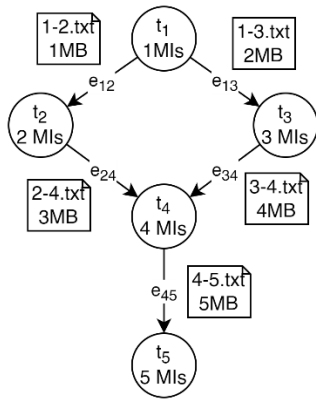 1-2.txt
1MB
t1
1MIs
1-3.txt
2MB
e12
e13
t2
2 MIs
t3
3 MIs
e24
e34
2-4.txt
3MB
t4
4 MIs
3-4.txt
4MB
4-5.txt
5MB
e45
t5
5 MIs